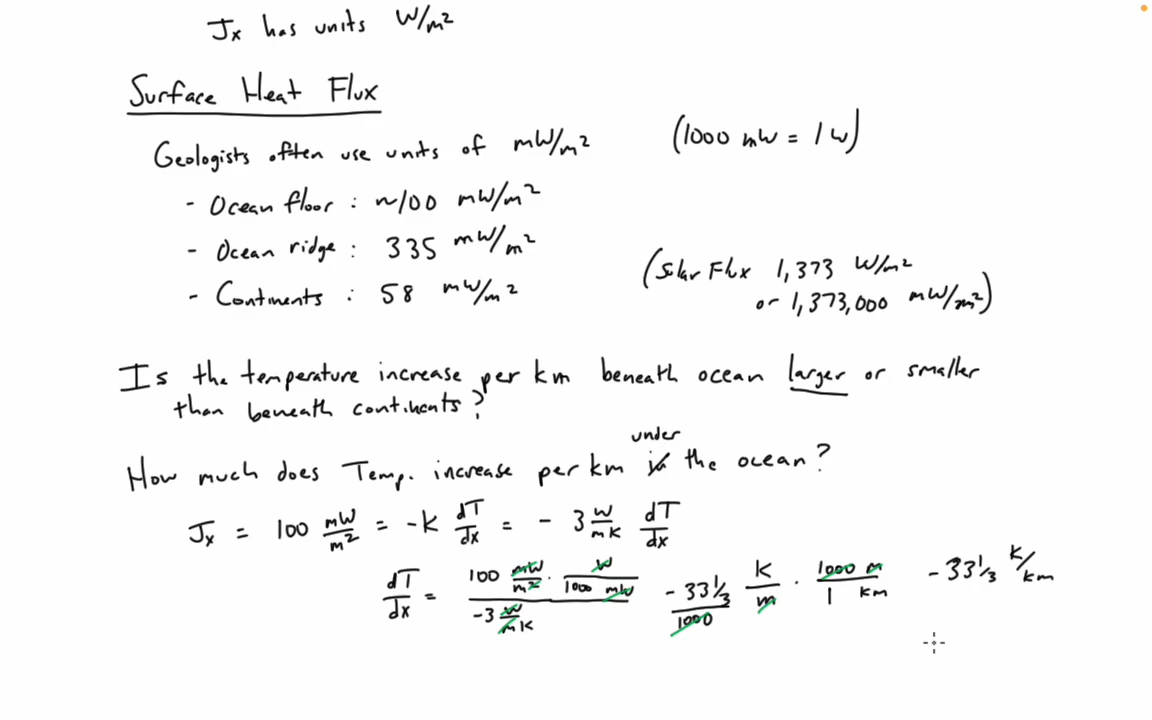 Jx has units W/m²
Surface Heat Flux
Geologists often use units of mW/m² (1000 mW = 1 W)
- Ocean floor : ~100 mW/m²
- Ocean ridge : 335 mW/m²
(Solar Flux 1,373 W/m²
- Continents : 58 mW/m²
or 1,373,000 mW/m²)
Is the temperature increase per km beneath ocean larger or smaller
than beneath continents?
How much does Temp. increase per km under the ocean?
Jx = 100 mW/m² = -K dT/dx = - 3 W/mK dT/dx
dT/dx = (100 mW/m² · W/1000 mW)/(-3 W/mK) (-33⅓)/1000 K/m · 1000 m/1 km -33⅓ K/km